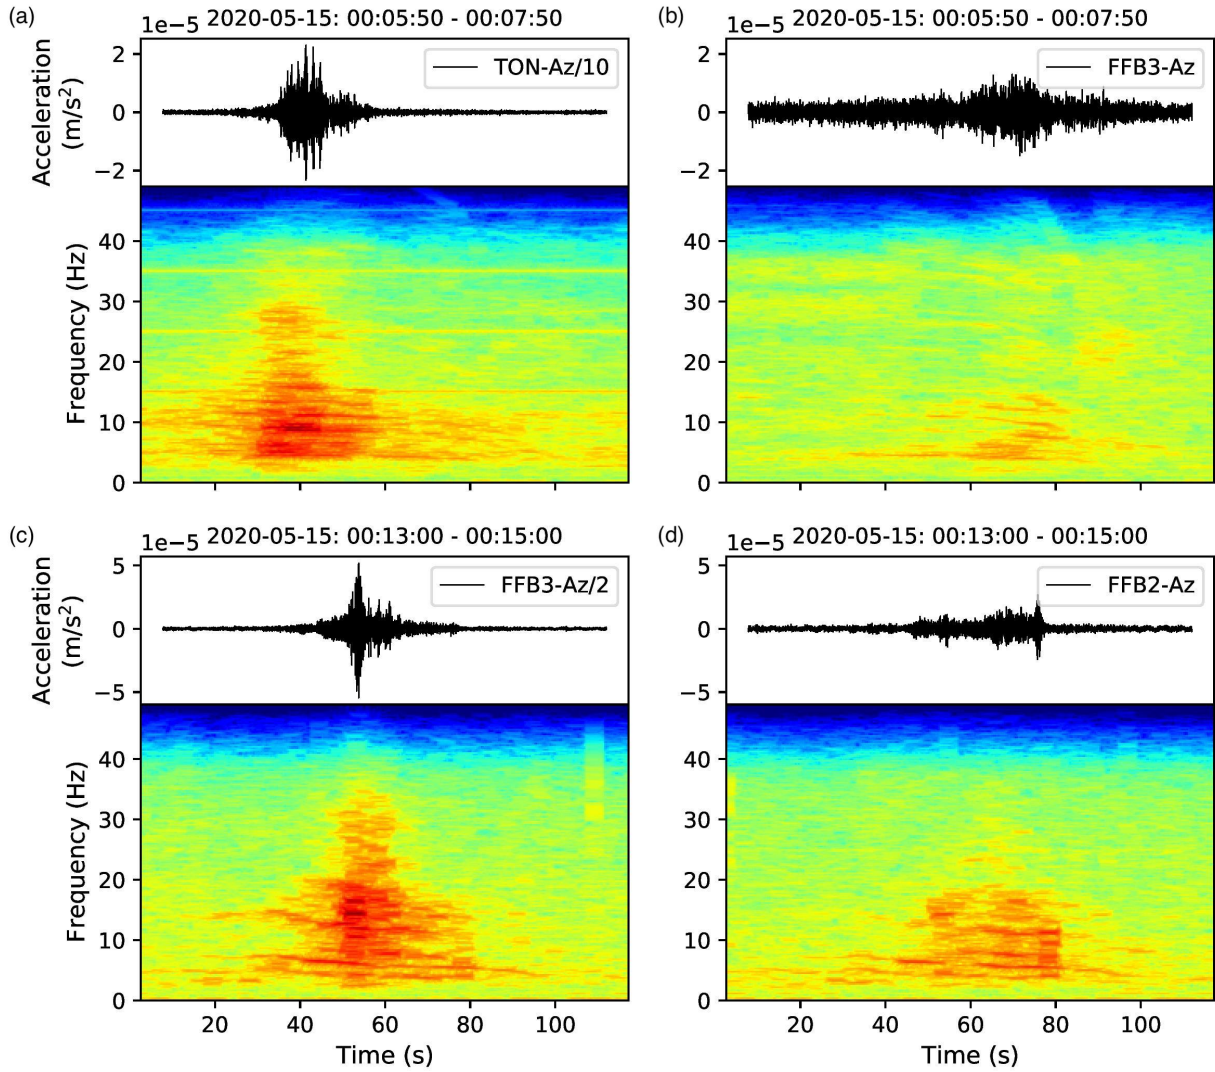 (a) 1e−5 2020-05-15: 00:05:50 - 00:07:50
TON-Az/10
Acceleration
(m/s²)
2
0
−2
Frequency (Hz)
40
30
20
10
0
(b) 1e−5 2020-05-15: 00:05:50 - 00:07:50
FFB3-Az
2
0
−2
40
30
20
10
0
(c) 1e−5 2020-05-15: 00:13:00 - 00:15:00
FFB3-Az/2
Acceleration
(m/s²)
5
0
−5
Frequency (Hz)
40
30
20
10
0
20 40 60 80 100
Time (s)
(d) 1e−5 2020-05-15: 00:13:00 - 00:15:00
FFB2-Az
5
0
−5
40
30
20
10
0
20 40 60 80 100
Time (s)